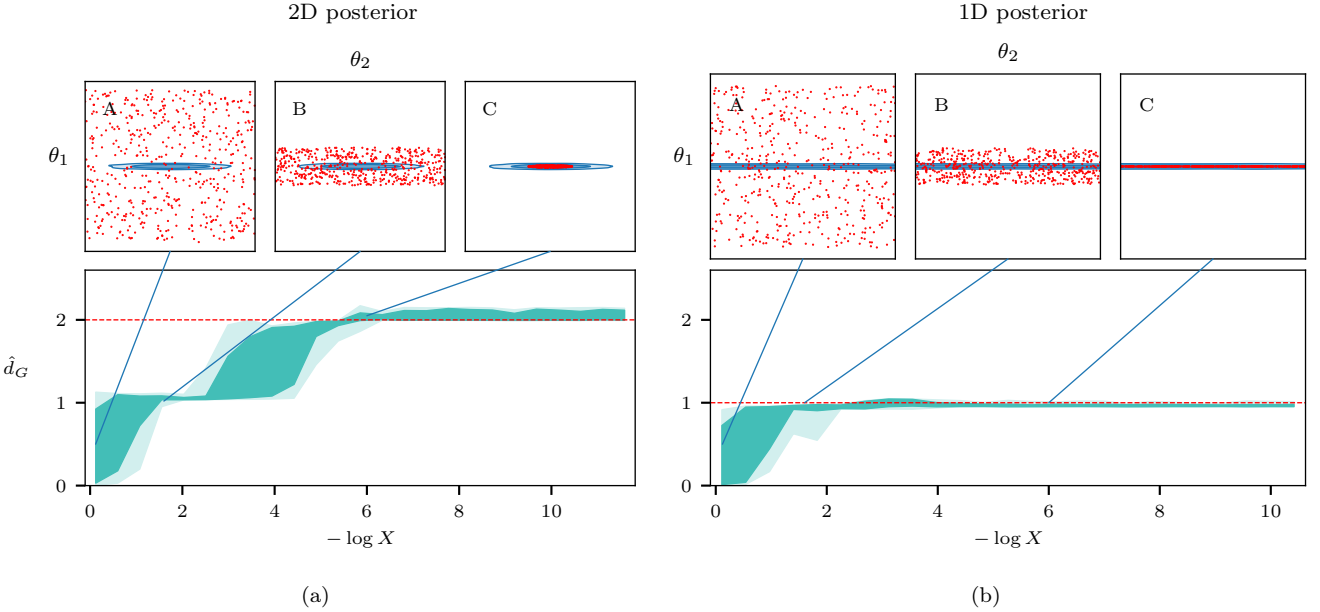 2D posterior
θ₂
A
B
C
θ₁
2
1
0
d̂_G
0 2 4 6 8 10
− log X
(a)
1D posterior
θ₂
A
B
C
θ₁
2
1
0
0 2 4 6 8 10
− log X
(b)